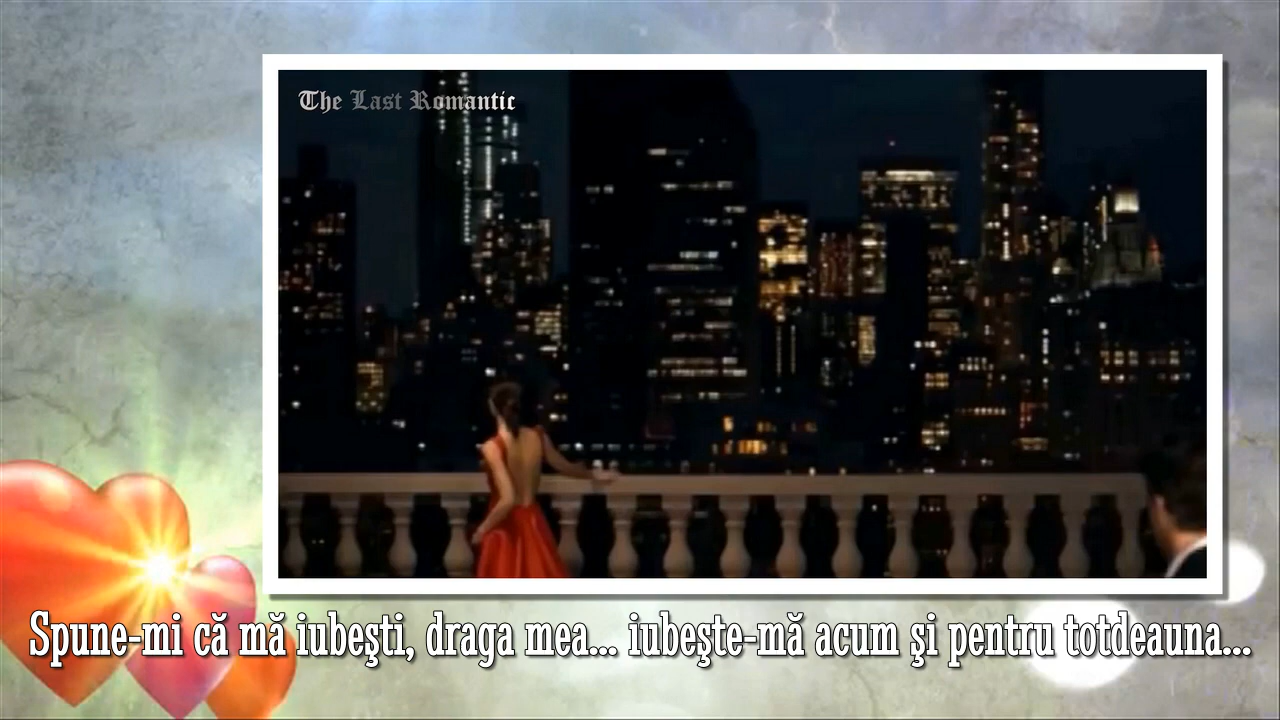 The Last Romantic
Spune-mi că mă iubeşti, draga mea... iubeşte-mă acum şi pentru totdeauna...